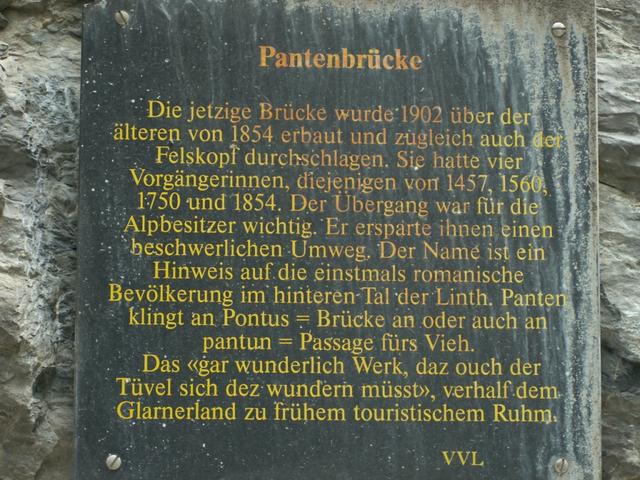 Pantenbrücke
Die jetzige Brücke wurde 1902 über der
älteren von 1854 erbaut und zugleich auch der
Felskopf durchschlagen. Sie hatte vier
Vorgängerinnen, diejenigen von 1457, 1560,
1750 und 1854. Der Übergang war für die
Alpbesitzer wichtig. Er ersparte ihnen einen
beschwerlichen Umweg. Der Name ist ein
Hinweis auf die einstmals romanische
Bevölkerung im hinteren Tal der Linth. Panten
klingt an Pontus = Brücke an oder auch an
pantun = Passage fürs Vieh.
Das «gar wunderlich Werk, daz ouch der
Tüvel sich dez wundern müsst», verhalf dem
Glarnerland zu frühem touristischem Ruhm.
VVL